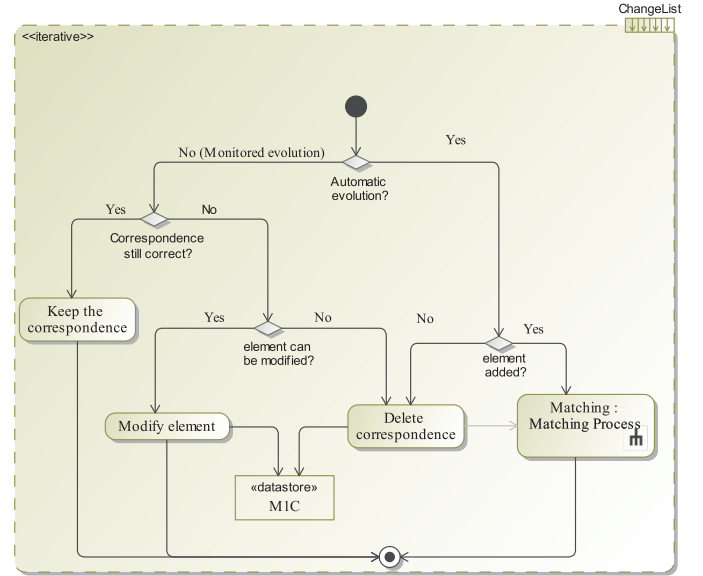 ChangeList
<<iterative>>
Yes
No (Monitored evolution)
Automatic
evolution?
Yes
No
Correspondence
still correct?
Keep the
correspondence
Yes
No
No
Yes
element can
be modified?
element
added?
Modify element
Delete
correspondence
Matching :
Matching Process
«datastore»
M1C